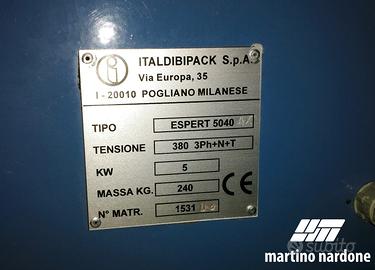 ITALDIBIPACK S.p.A.
Via Europa, 35
I - 20010 POGLIANO MILANESE
TIPO ESPERT 5040
TENSIONE 380 3Ph+N+T
KW 5
MASSA KG. 240 CE
N° MATR. 1531
subito
martino nardone